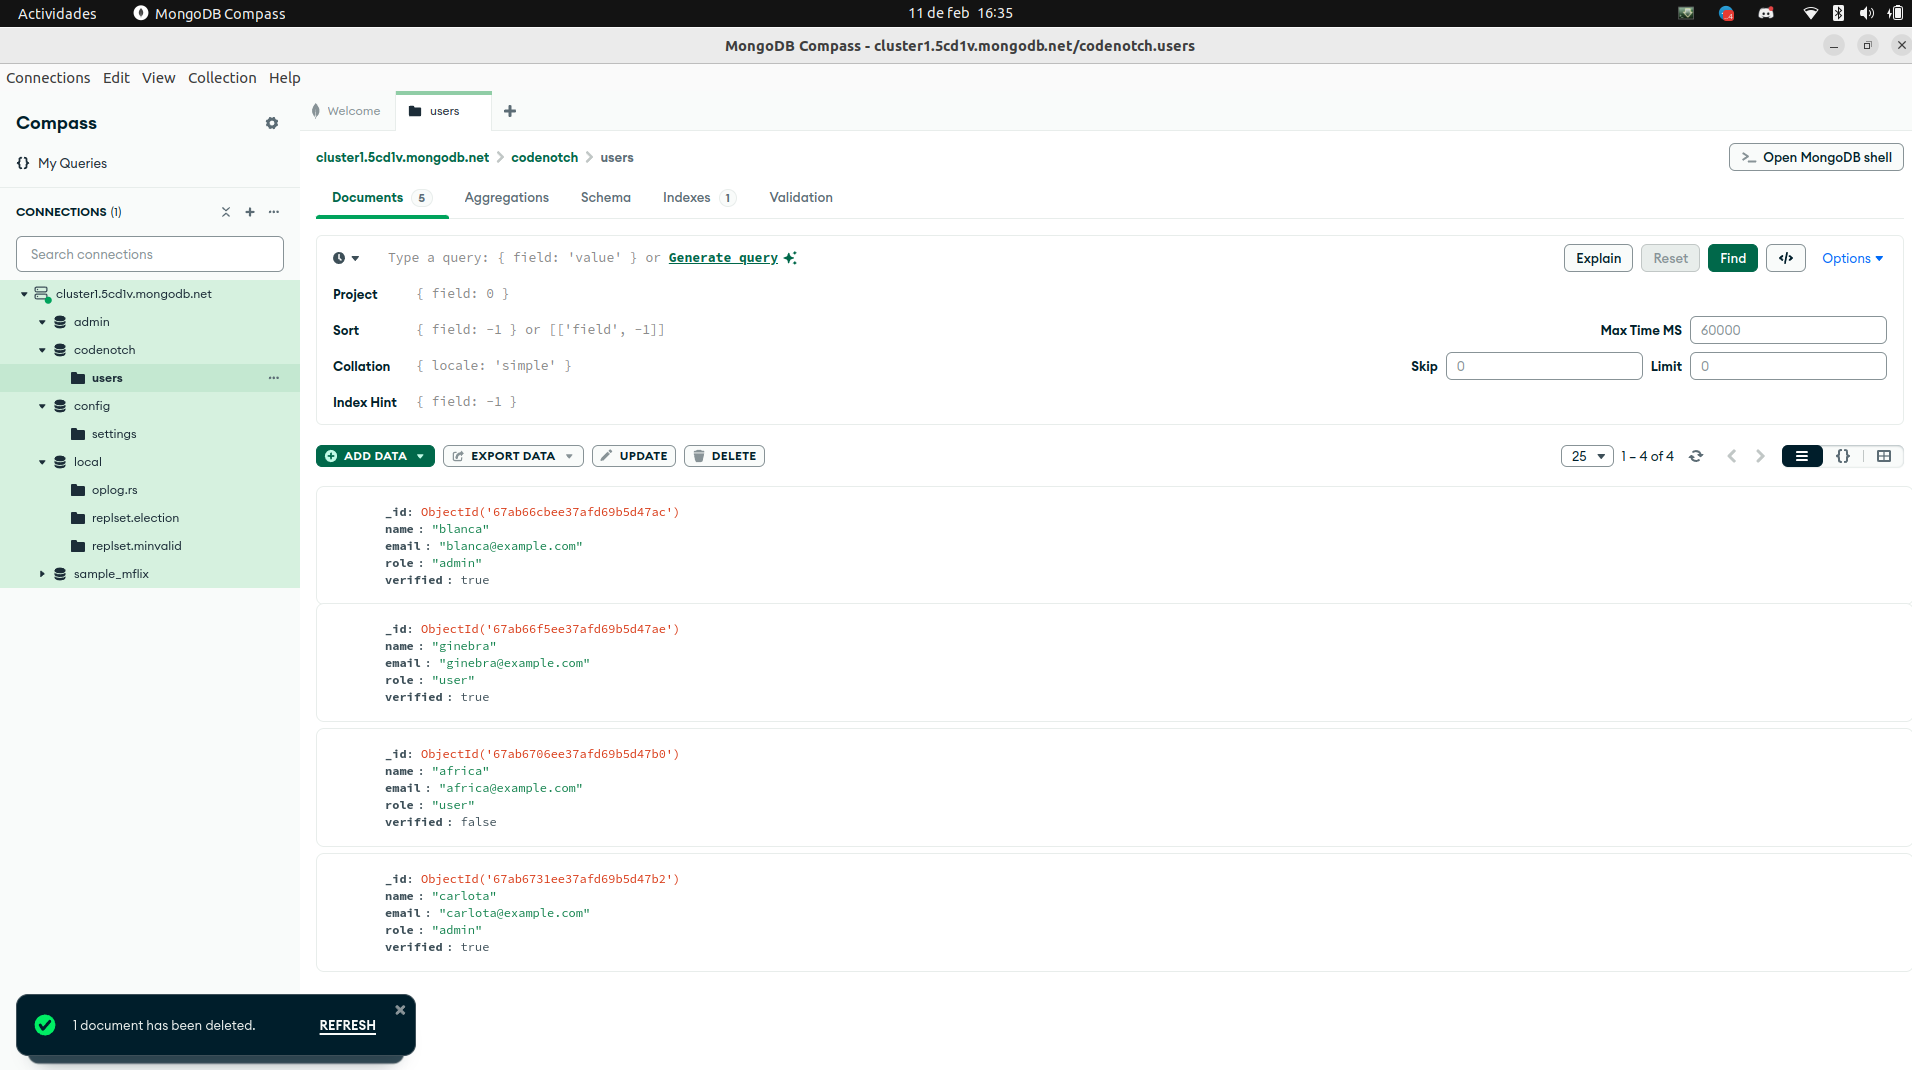 Actividades MongoDB Compass 11 de feb 16:35
MongoDB Compass - cluster1.5cd1v.mongodb.net/codenotch.users
Connections Edit View Collection Help
Compass
{} My Queries
CONNECTIONS (1)
Search connections
cluster1.5cd1v.mongodb.net
admin
codenotch
users
config
settings
local
oplog.rs
replset.election
replset.minvalid
sample_mflix
Welcome users
cluster1.5cd1v.mongodb.net > codenotch > users
>_ Open MongoDB shell
Documents 5 Aggregations Schema Indexes 1 Validation
Type a query: { field: 'value' } or Generate query
Explain Reset Find </> Options
Project { field: 0 }
Sort { field: -1 } or [['field', -1]]
Max Time MS 60000
Collation { locale: 'simple' }
Skip 0 Limit 0
Index Hint { field: -1 }
ADD DATA EXPORT DATA UPDATE DELETE
25 1 – 4 of 4 {}
_id: ObjectId('67ab66cbee37afd69b5d47ac')
name : "blanca"
email : "blanca@example.com"
role : "admin"
verified : true
_id: ObjectId('67ab66f5ee37afd69b5d47ae')
name : "ginebra"
email : "ginebra@example.com"
role : "user"
verified : true
_id: ObjectId('67ab6706ee37afd69b5d47b0')
name : "africa"
email : "africa@example.com"
role : "user"
verified : false
_id: ObjectId('67ab6731ee37afd69b5d47b2')
name : "carlota"
email : "carlota@example.com"
role : "admin"
verified : true
1 document has been deleted. REFRESH